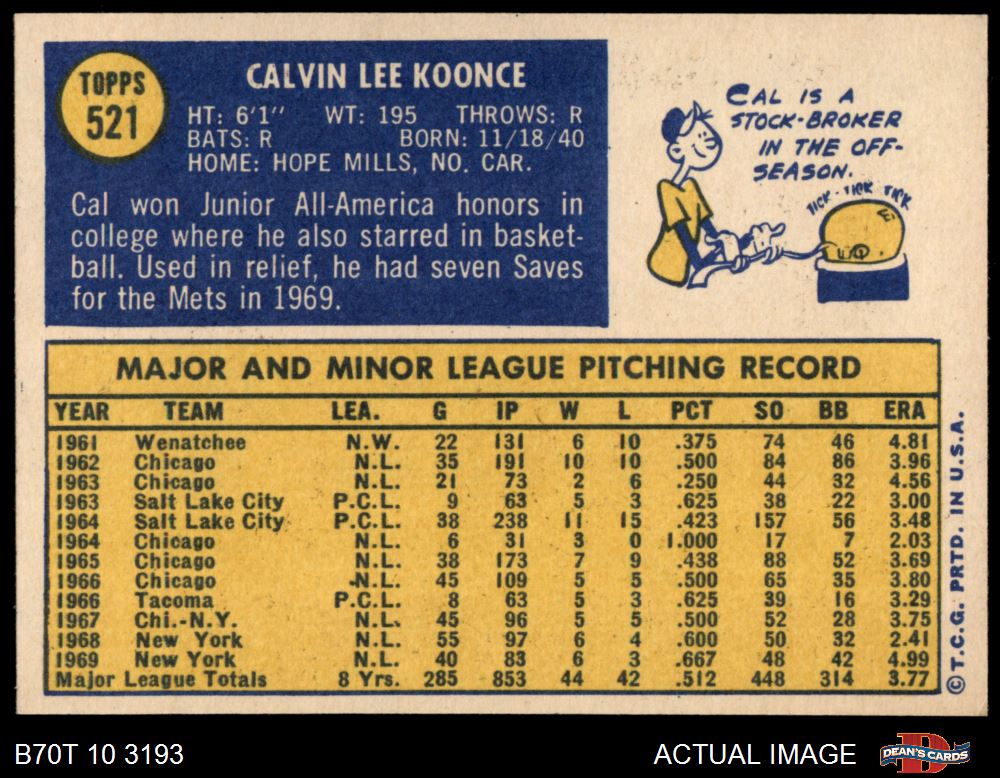 TOPPS
521
CALVIN LEE KOONCE
HT: 6'1" WT: 195 THROWS: R
BATS: R BORN: 11/18/40
HOME: HOPE MILLS, NO. CAR.
Cal won Junior All-America honors in
college where he also starred in basket-
ball. Used in relief, he had seven Saves
for the Mets in 1969.
CAL IS A
STOCK-BROKER
IN THE OFF-
SEASON.
TICK - TICK TICK
MAJOR AND MINOR LEAGUE PITCHING RECORD
YEAR TEAM LEA. G IP W L PCT SO BB ERA
1961 Wenatchee N.W. 22 131 6 10 .375 74 46 4.81
1962 Chicago N.L. 35 191 10 10 .500 84 86 3.96
1963 Chicago N.L. 21 73 2 6 .250 44 32 4.56
1963 Salt Lake City P.C.L. 9 63 5 3 .625 38 22 3.00
1964 Salt Lake City P.C.L. 38 238 11 15 .423 157 56 3.48
1964 Chicago N.L. 6 31 3 0 1.000 17 7 2.03
1965 Chicago N.L. 38 173 7 9 .438 88 52 3.69
1966 Chicago N.L. 45 109 5 5 .500 65 35 3.80
1966 Tacoma P.C.L. 8 63 5 3 .625 39 16 3.29
1967 Chi.-N.Y. N.L. 45 96 5 5 .500 52 28 3.75
1968 New York N.L. 55 97 6 4 .600 50 32 2.41
1969 New York N.L. 40 83 6 3 .667 48 42 4.99
Major League Totals 8 Yrs. 285 853 44 42 .512 448 314 3.77
© T.C.G. PRTD. IN U.S.A.
B70T 10 3193
ACTUAL IMAGE
D
DEAN'S CARDS